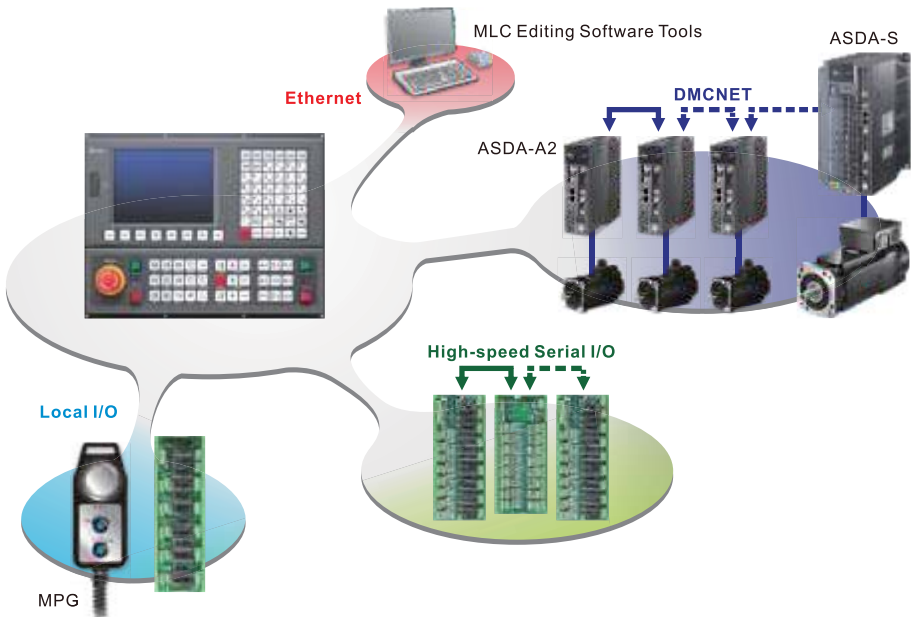 MLC Editing Software Tools
ASDA-S
Ethernet
DMCNET
ASDA-A2
High-speed Serial I/O
Local I/O
MPG